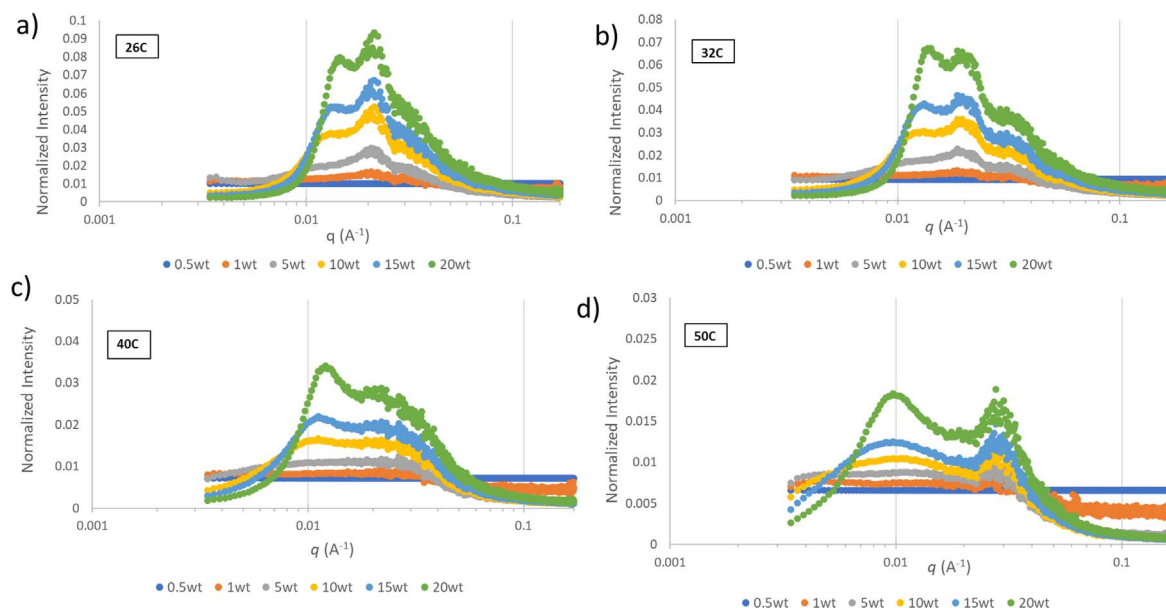 a)
26C
Normalized Intensity
0.1
0.09
0.08
0.07
0.06
0.05
0.04
0.03
0.02
0.01
0
0.001 0.01 0.1
q (A-1)
0.5wt 1wt 5wt 10wt 15wt 20wt
b)
32C
Normalized Intensity
0.08
0.07
0.06
0.05
0.04
0.03
0.02
0.01
0
0.001 0.01 0.1
q (A-1)
0.5wt 1wt 5wt 10wt 15wt 20wt
c)
40C
Normalized Intensity
0.05
0.04
0.03
0.02
0.01
0
0.001 0.01 0.1
q (A-1)
0.5wt 1wt 5wt 10wt 15wt 20wt
d)
50C
Normalized Intensity
0.03
0.025
0.02
0.015
0.01
0.005
0
0.001 0.01 0.1
q (A-1)
0.5wt 1wt 5wt 10wt 15wt 20wt